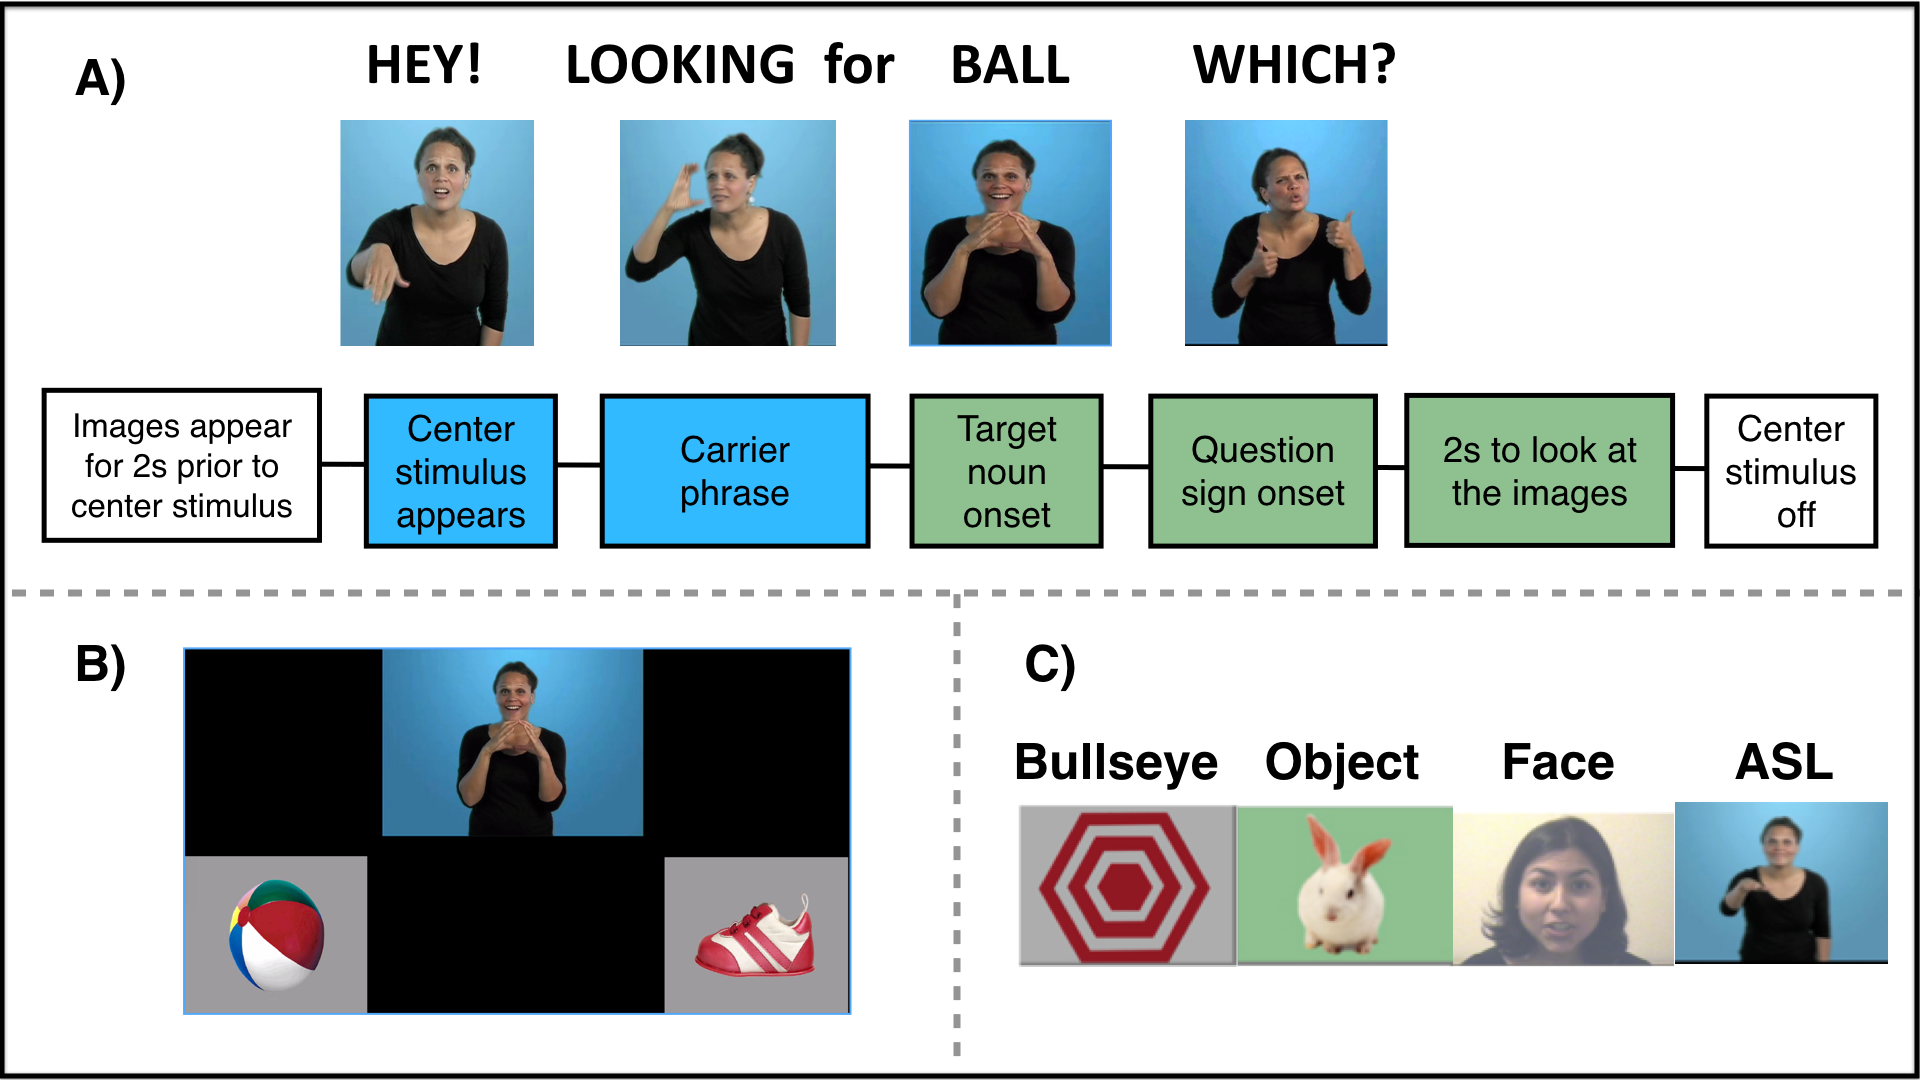 A)
HEY! LOOKING for BALL WHICH?
Images appear
for 2s prior to
center stimulus
Center
stimulus
appears
Carrier
phrase
Target
noun
onset
Question
sign onset
2s to look at
the images
Center
stimulus
off
B)
C)
Bullseye Object Face ASL